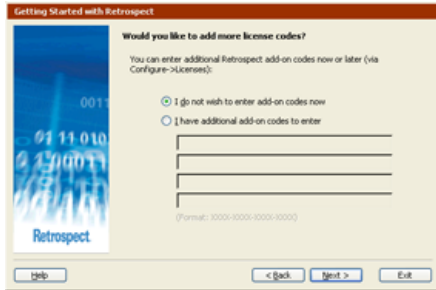 Getting Started with Retrospect
Would you like to add more license codes?
You can enter additional Retrospect add-on codes now or later (via
Configure->Licenses):
I do not wish to enter add-on codes now
I have additional add-on codes to enter
(Format: XXXX-XXXX-XXXX-XXXX)
0011
01 11 010
Retrospect
Help
< Back
Next >
Exit